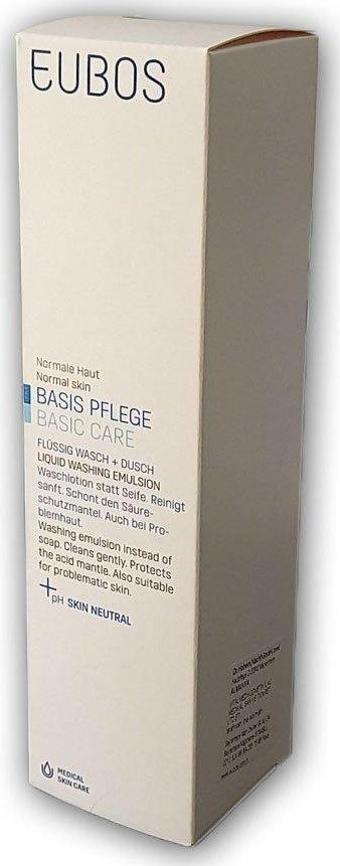 EUBOS
Normale Haut
Normal skin
BASIS PFLEGE
BASIC CARE
FLÜSSIG WASCH + DUSCH
LIQUID WASHING EMULSION
Waschlotion statt Seife. Reinigt
sanft. Schont den Säure-
schutzmantel. Auch bei Pro-
blemhaut.
Washing emulsion instead of
soap. Cleans gently. Protects
the acid mantle. Also suitable
for problematic skin.
+ pH SKIN NEUTRAL
MEDICAL
SKIN CARE